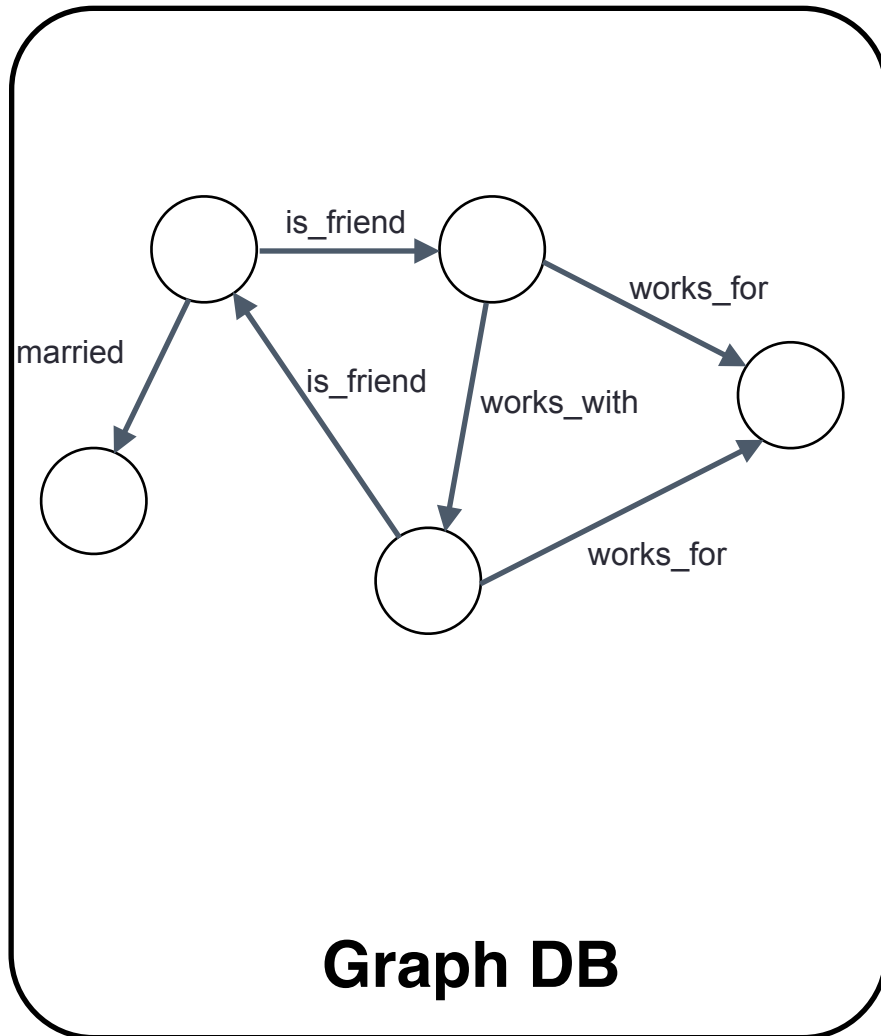 is_friend
works_for
married
is_friend
works_with
works_for
Graph DB